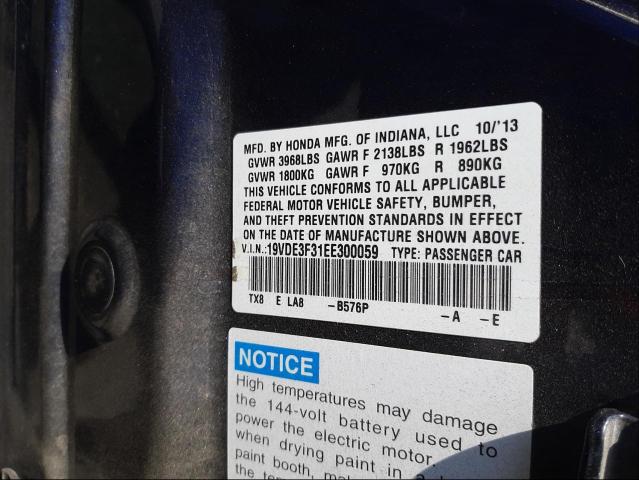 MFD. BY HONDA MFG. OF INDIANA, LLC 10/'13
GVWR 3968LBS GAWR F 2138LBS R 1962LBS
GVWR 1800KG GAWR F 970KG R 890KG
THIS VEHICLE CONFORMS TO ALL APPLICABLE
FEDERAL MOTOR VEHICLE SAFETY, BUMPER,
AND THEFT PREVENTION STANDARDS IN EFFECT
ON THE DATE OF MANUFACTURE SHOWN ABOVE.
V.I.N.:19VDE3F31EE300059 TYPE: PASSENGER CAR
TX8 E LA8 -B576P -A -E
NOTICE
High temperatures may damage
the 144-volt battery used to
power the electric motor.
when drying paint in a
paint booth,
the